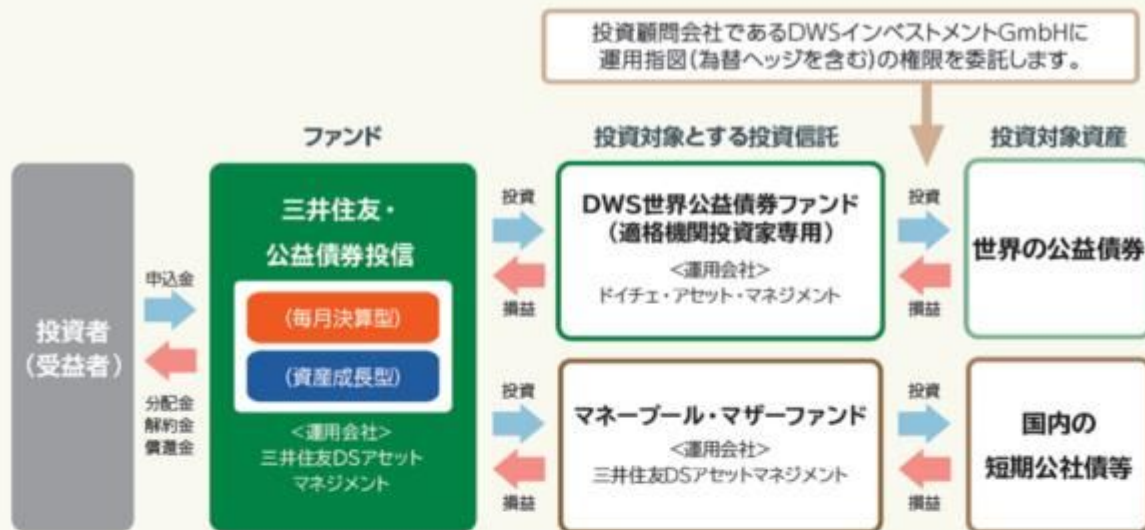 投資顧問会社であるDWSインベストメントGmbHに
運用指図(為替ヘッジを含む)の権限を委託します。
ファンド
投資対象とする投資信託
投資対象資産
投資者
(受益者)
申込金
分配金
解約金
償還金
三井住友・
公益債券投信
(毎月決算型)
(資産成長型)
<運用会社>
三井住友DSアセット
マネジメント
投資
損益
DWS世界公益債券ファンド
(適格機関投資家専用)
<運用会社>
ドイチェ・アセット・マネジメント
投資
損益
世界の公益債券
投資
損益
マネープール・マザーファンド
<運用会社>
三井住友DSアセットマネジメント
投資
損益
国内の
短期公社債等